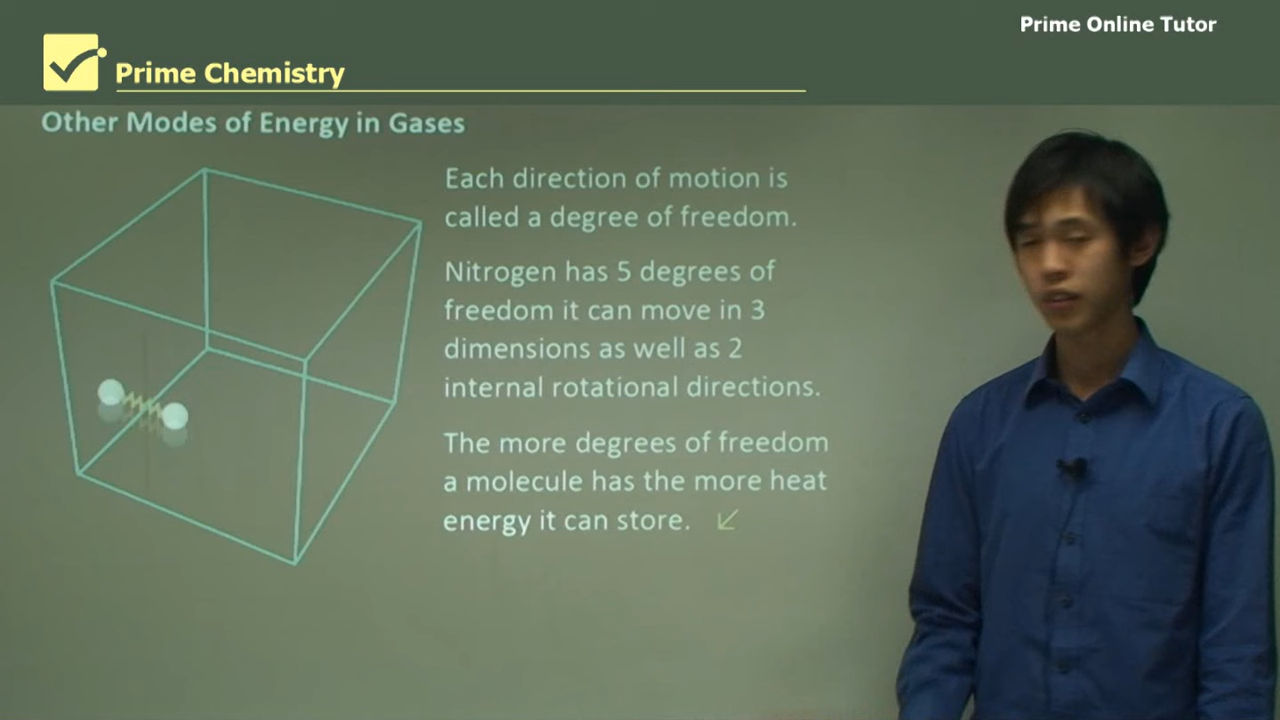 Prime Online Tutor
Prime Chemistry
Other Modes of Energy in Gases
Each direction of motion is
called a degree of freedom.
Nitrogen has 5 degrees of
freedom it can move in 3
dimensions as well as 2
internal rotational directions.
The more degrees of freedom
a molecule has the more heat
energy it can store.